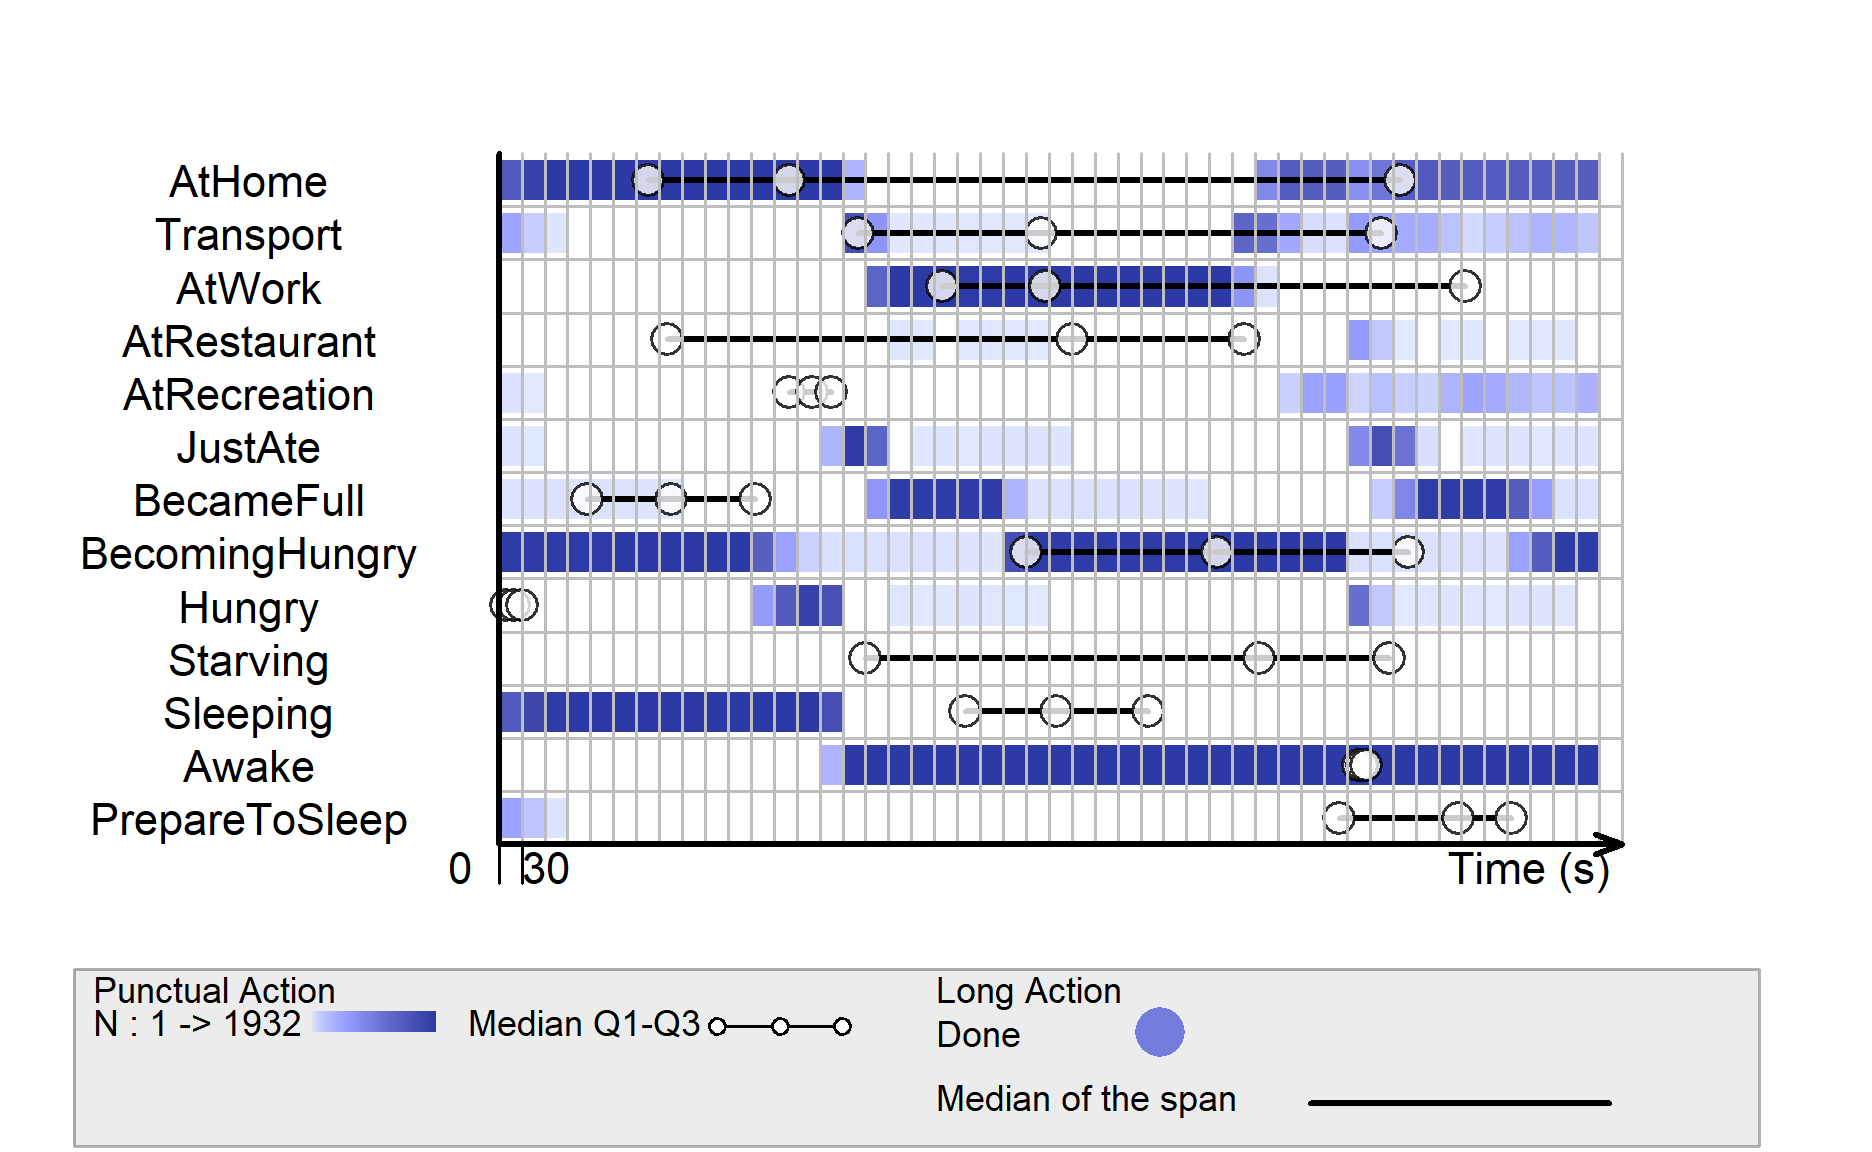 AtHome
Transport
AtWork
AtRestaurant
AtRecreation
JustAte
BecameFull
BecomingHungry
Hungry
Starving
Sleeping
Awake
PrepareToSleep
0 30 Time (s)
Punctual Action
N : 1 -> 1932 Median Q1-Q3
Long Action
Done
Median of the span